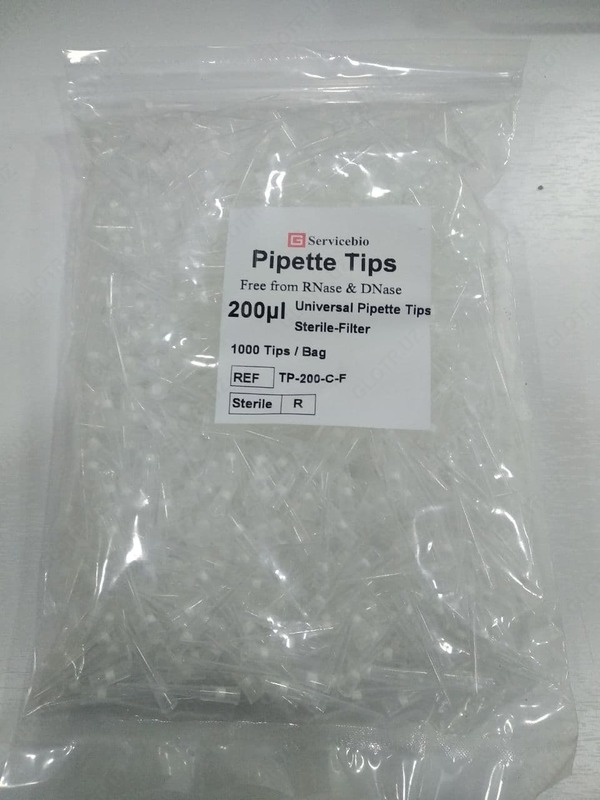 G Servicebio
Pipette Tips
Free from RNase & DNase
200µl Universal Pipette Tips
Sterile-Filter
1000 Tips / Bag
REF TP-200-C-F
Sterile R